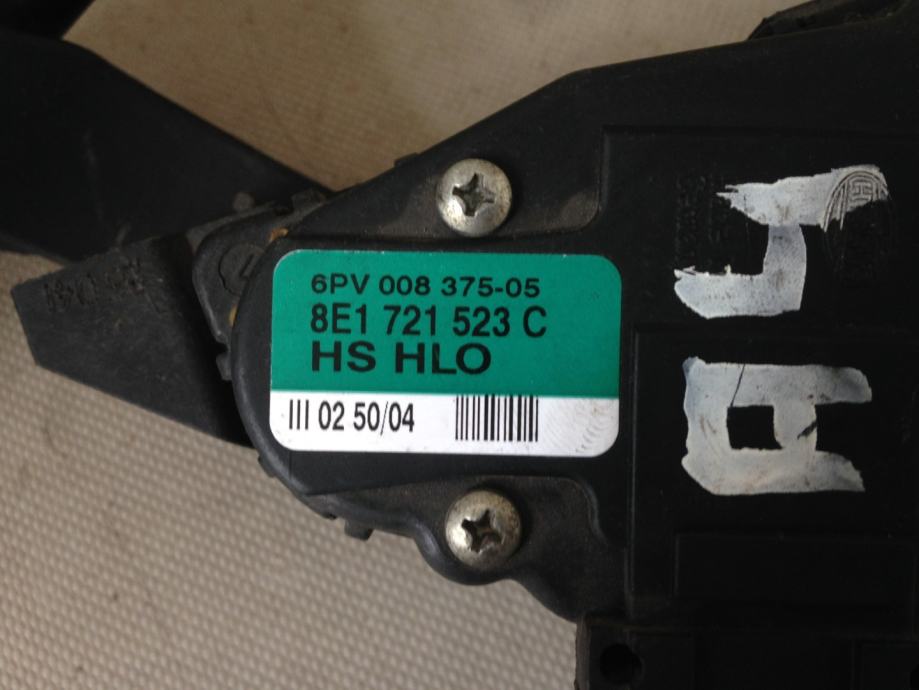 6PV 008 375-05
8E1 721 523 C
HS HLO
III 02 50/04
A4